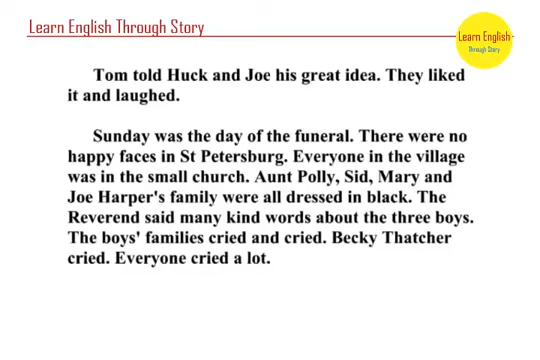 Learn English Through Story
Learn English
Through Story
Tom told Huck and Joe his great idea. They liked
it and laughed.
Sunday was the day of the funeral. There were no
happy faces in St Petersburg. Everyone in the village
was in the small church. Aunt Polly, Sid, Mary and
Joe Harper's family were all dressed in black. The
Reverend said many kind words about the three boys.
The boys' families cried and cried. Becky Thatcher
cried. Everyone cried a lot.